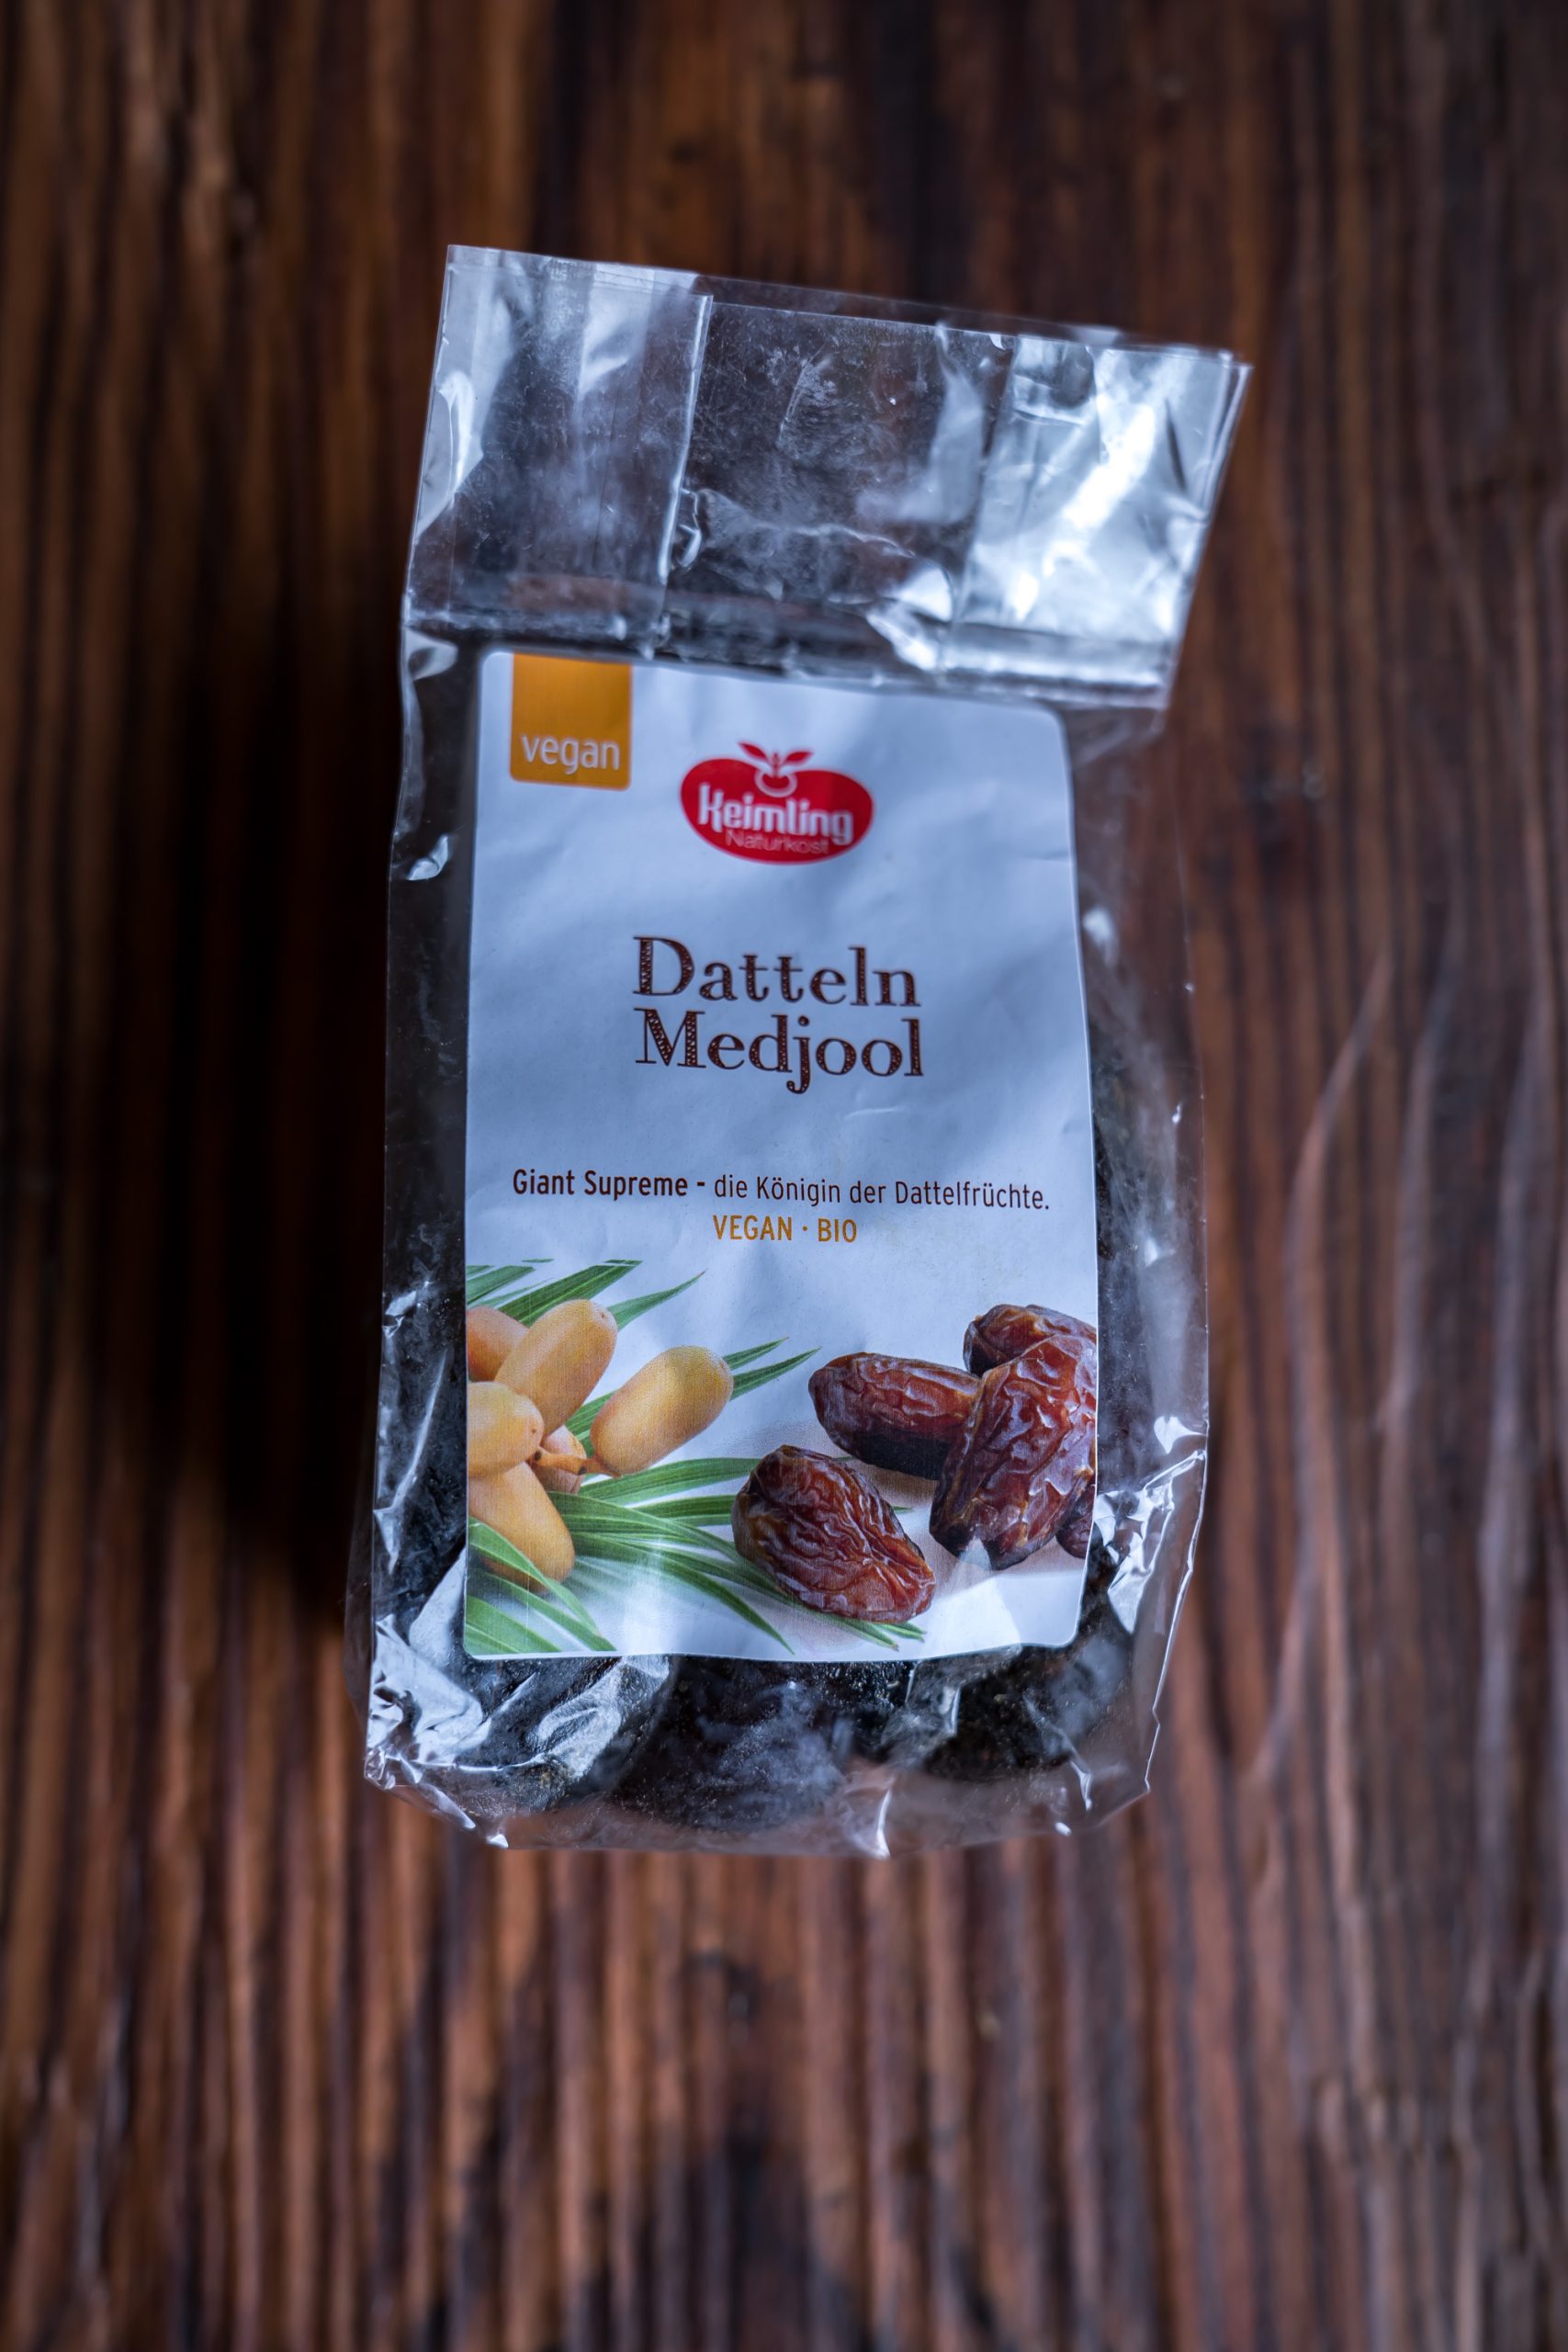 vegan
Keimling
Naturkost
Datteln
Medjool
Giant Supreme - die Königin der Dattelfrüchte.
VEGAN · BIO